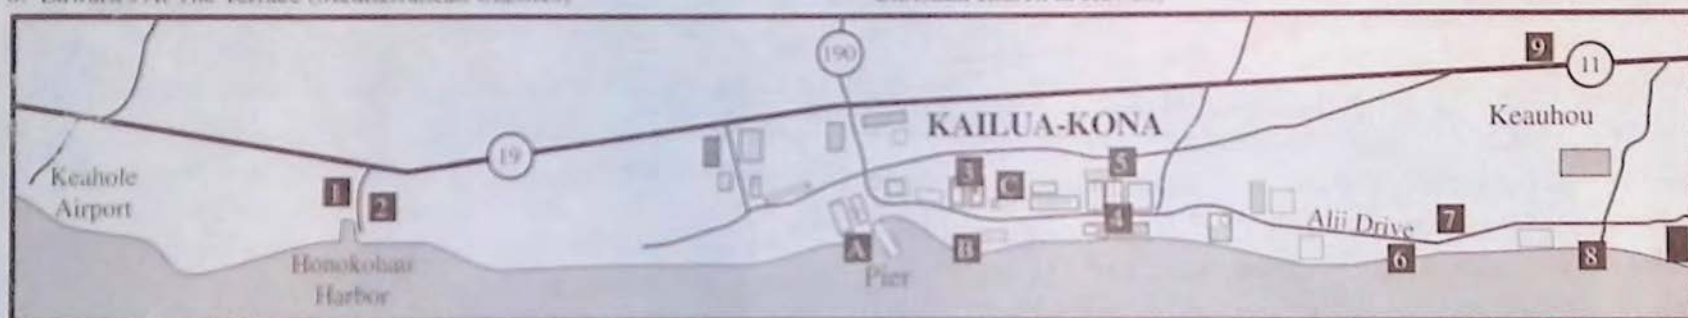 190
9
11
KAILUA-KONA
Keauhou
19
Keahole
Airport
1
2
3
C
5
4
Alii Drive
7
A
B
Pier
6
8
Honokohau
Harbor